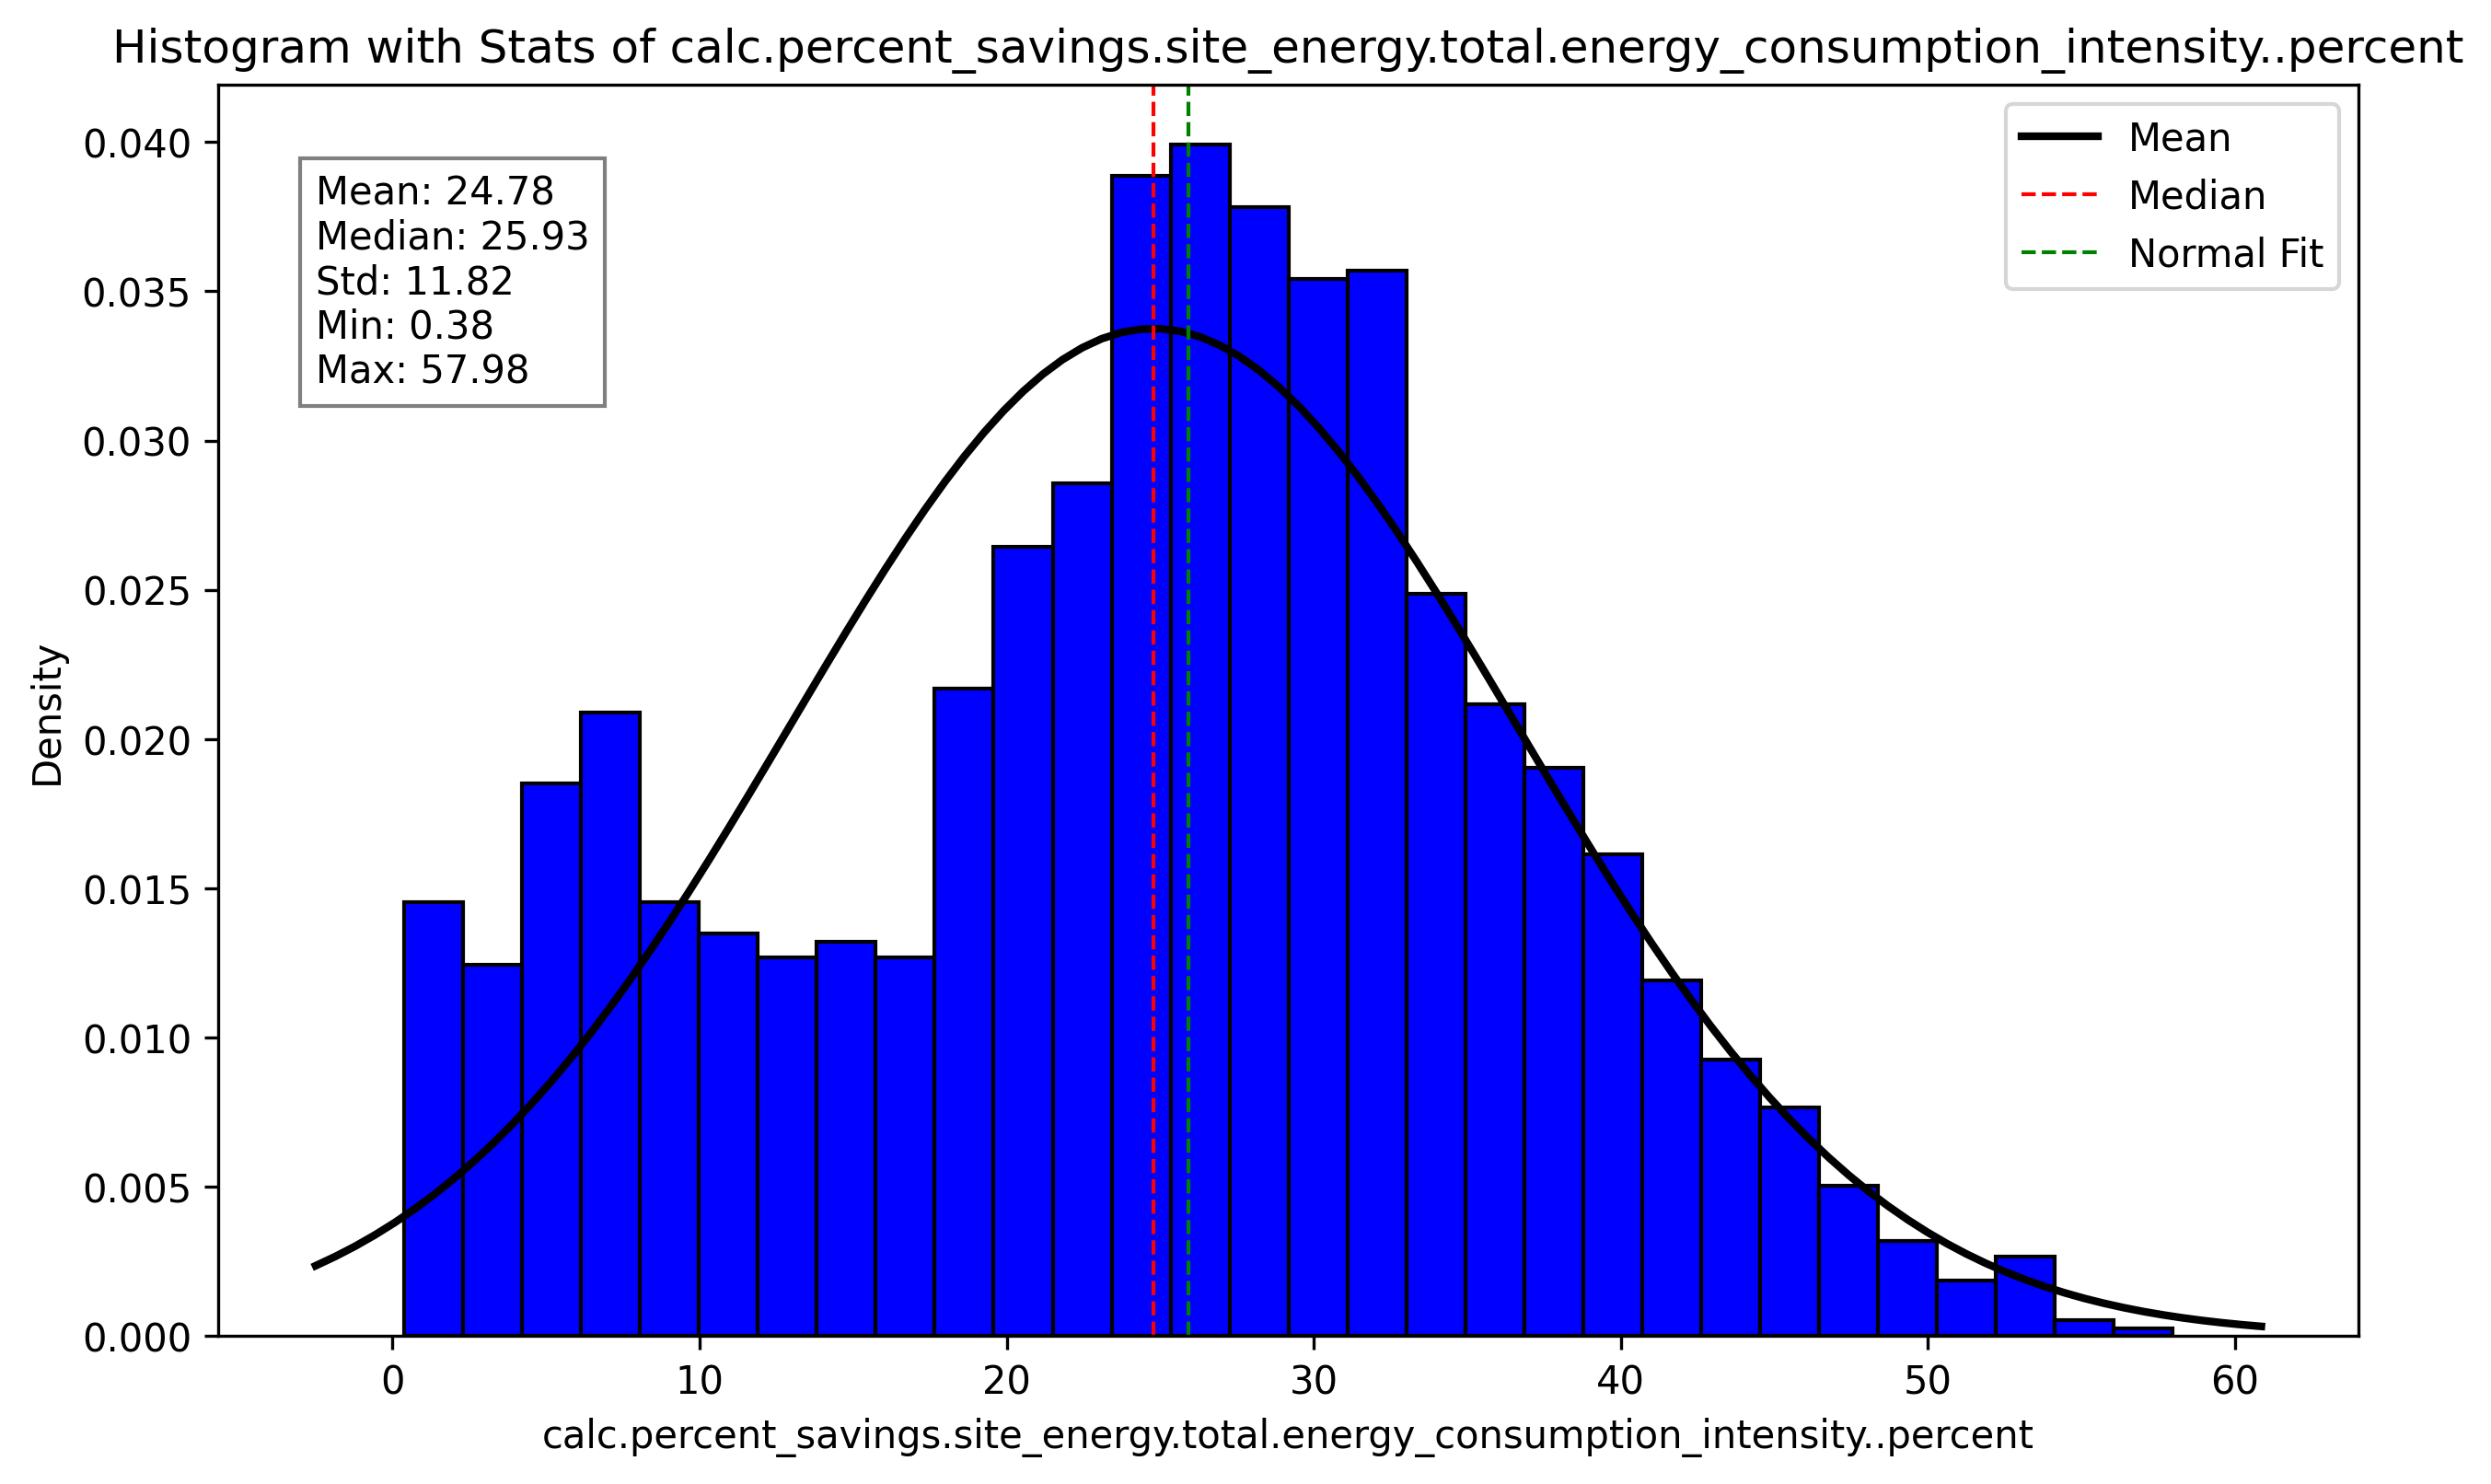 Histogram with Stats of calc.percent_savings.site_energy.total.energy_consumption_intensity..percent
Mean: 24.78
Median: 25.93
Std: 11.82
Min: 0.38
Max: 57.98
Mean
Median
Normal Fit
Density
0.040
0.035
0.030
0.025
0.020
0.015
0.010
0.005
0.000
0
10
20
30
40
50
60
calc.percent_savings.site_energy.total.energy_consumption_intensity..percent